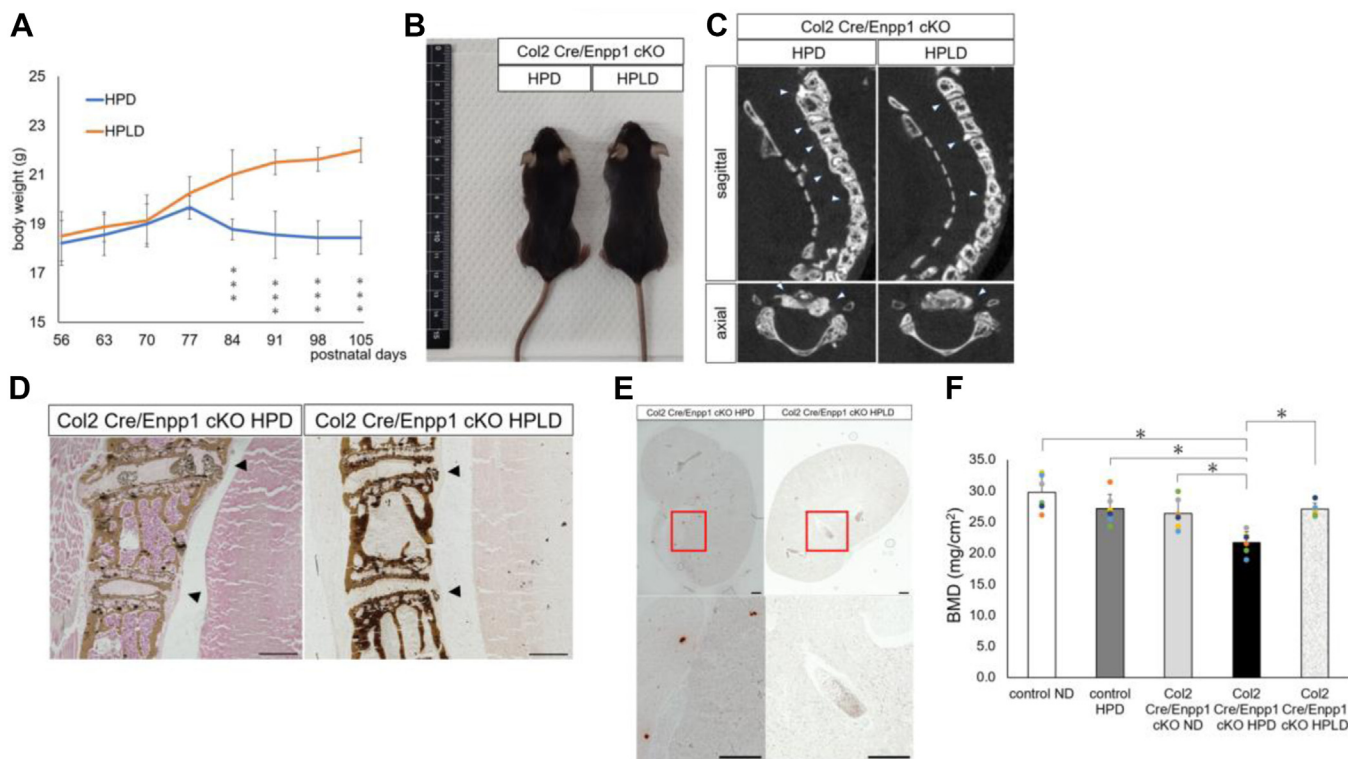 A
body weight (g)
25
23
21
19
17
15
HPD
HPLD
***
***
***
***
56 63 70 77 84 91 98 105
postnatal days
B
Col2 Cre/Enpp1 cKO
HPD HPLD
C
Col2 Cre/Enpp1 cKO
HPD HPLD
sagittal
axial
D
Col2 Cre/Enpp1 cKO HPD Col2 Cre/Enpp1 cKO HPLD
E
Col2 Cre/Enpp1 cKO HPD Col2 Cre/Enpp1 cKO HPLD
F
*
*
*
*
BMD (mg/cm²)
35.0
30.0
25.0
20.0
15.0
10.0
5.0
0.0
control ND
control
HPD
Col2
Cre/Enpp1
cKO ND
Col2
Cre/Enpp1
cKO HPD
Col2
Cre/Enpp1
cKO HPLD